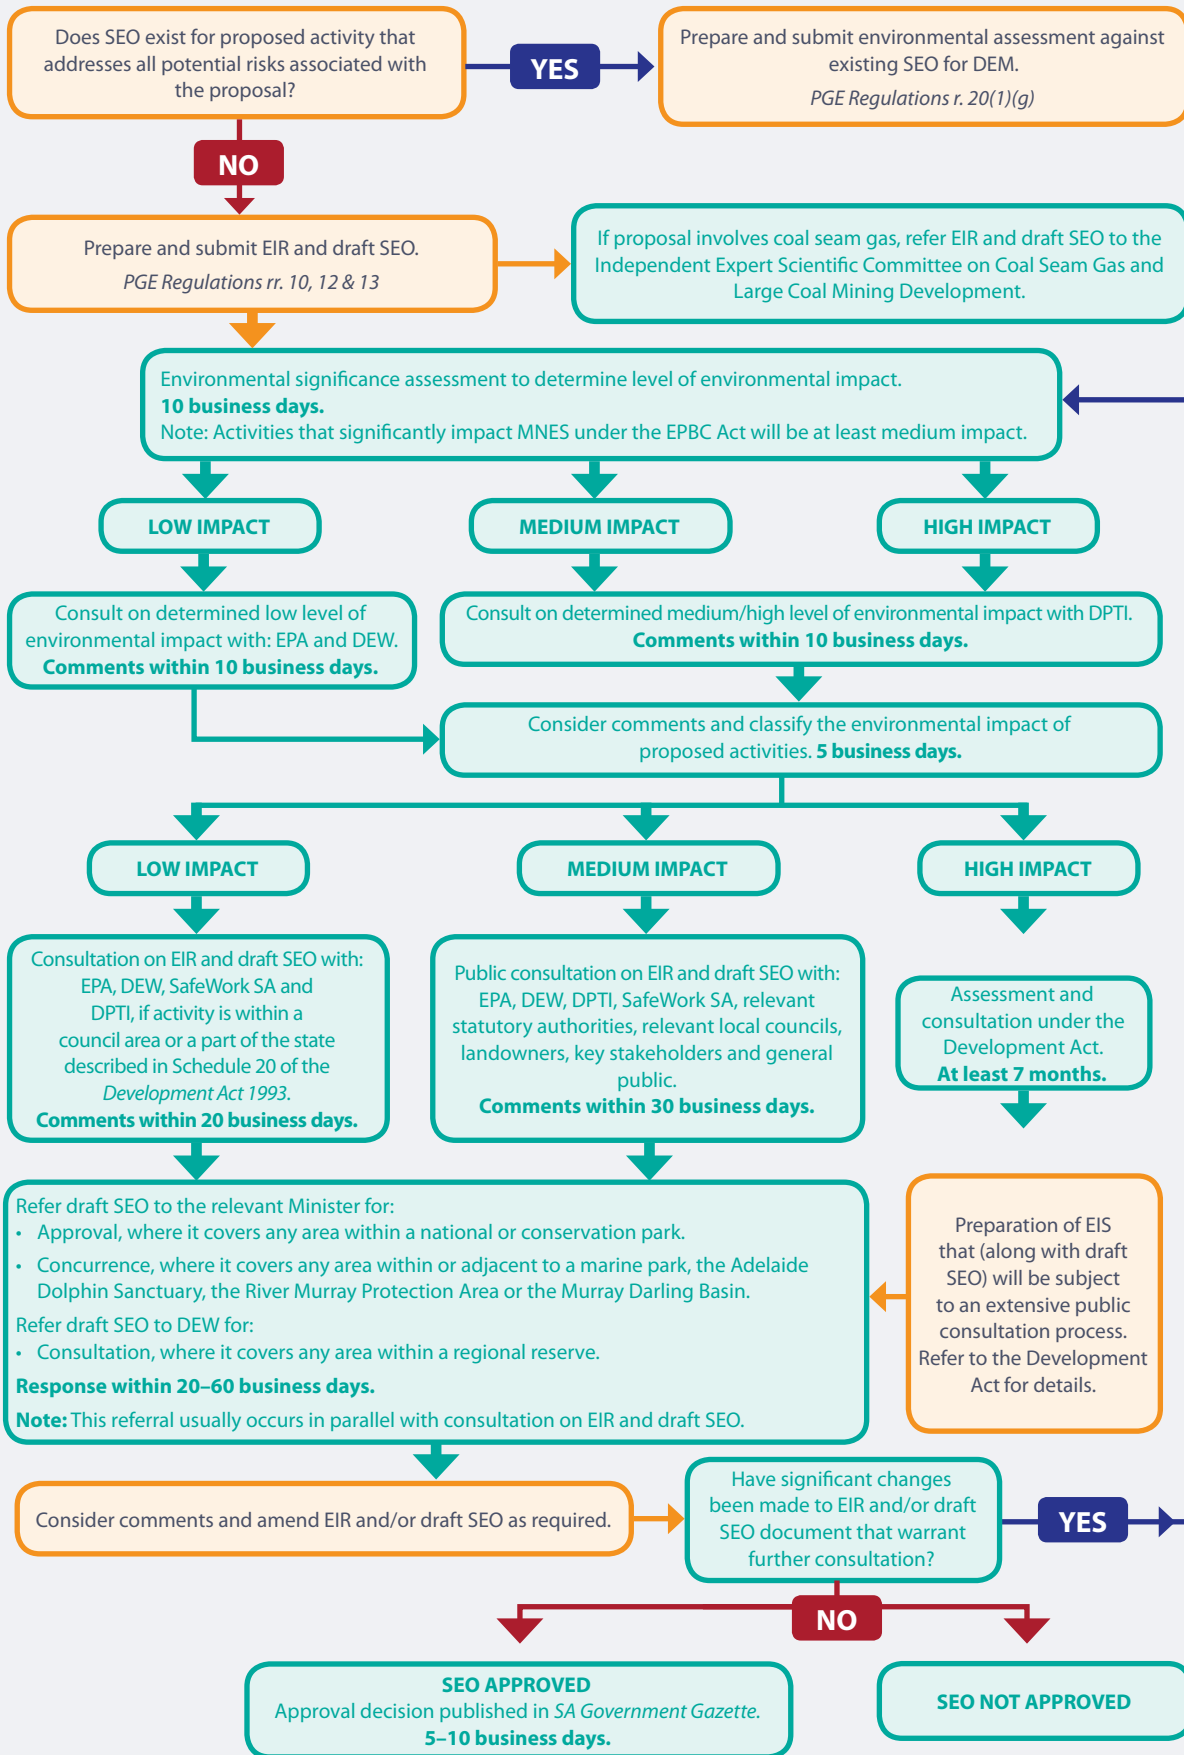 Does SEO exist for proposed activity that
addresses all potential risks associated with
the proposal?
YES
Prepare and submit environmental assessment against
existing SEO for DEM.
PGE Regulations r. 20(1)(g)
NO
Prepare and submit EIR and draft SEO.
PGE Regulations rr. 10, 12 & 13
If proposal involves coal seam gas, refer EIR and draft SEO to the
Independent Expert Scientific Committee on Coal Seam Gas and
Large Coal Mining Development.
Environmental significance assessment to determine level of environmental impact.
10 business days.
Note: Activities that significantly impact MNES under the EPBC Act will be at least medium impact.
LOW IMPACT
MEDIUM IMPACT
HIGH IMPACT
Consult on determined low level of
environmental impact with: EPA and DEW.
Comments within 10 business days.
Consult on determined medium/high level of environmental impact with DPTI.
Comments within 10 business days.
Consider comments and classify the environmental impact of
proposed activities. 5 business days.
LOW IMPACT
MEDIUM IMPACT
HIGH IMPACT
Consultation on EIR and draft SEO with:
EPA, DEW, SafeWork SA and
DPTI, if activity is within a
council area or a part of the state
described in Schedule 20 of the
Development Act 1993.
Comments within 20 business days.
Public consultation on EIR and draft SEO with:
EPA, DEW, DPTI, SafeWork SA, relevant
statutory authorities, relevant local councils,
landowners, key stakeholders and general
public.
Comments within 30 business days.
Assessment and
consultation under the
Development Act.
At least 7 months.
Refer draft SEO to the relevant Minister for:
• Approval, where it covers any area within a national or conservation park.
• Concurrence, where it covers any area within or adjacent to a marine park, the Adelaide
Dolphin Sanctuary, the River Murray Protection Area or the Murray Darling Basin.
Refer draft SEO to DEW for:
• Consultation, where it covers any area within a regional reserve.
Response within 20–60 business days.
Note: This referral usually occurs in parallel with consultation on EIR and draft SEO.
Preparation of EIS
that (along with draft
SEO) will be subject
to an extensive public
consultation process.
Refer to the Development
Act for details.
Consider comments and amend EIR and/or draft SEO as required.
Have significant changes
been made to EIR and/or draft
SEO document that warrant
further consultation?
YES
NO
SEO APPROVED
Approval decision published in SA Government Gazette.
5–10 business days.
SEO NOT APPROVED